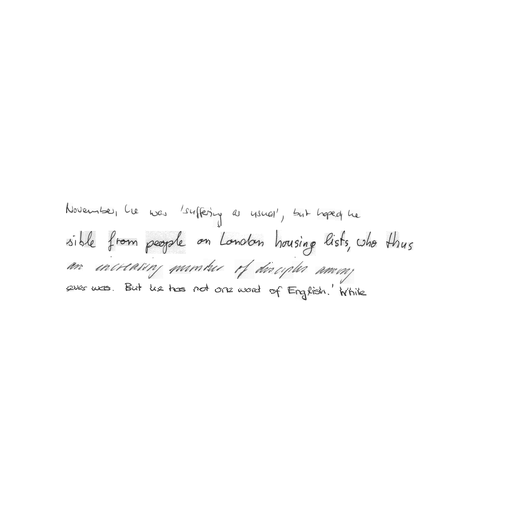 November, he was 'suffering as usual', but hoped he
sible from people on London housing lists, who thus
an increasing number of disciples among
ever was. But he has not one word of English.' While